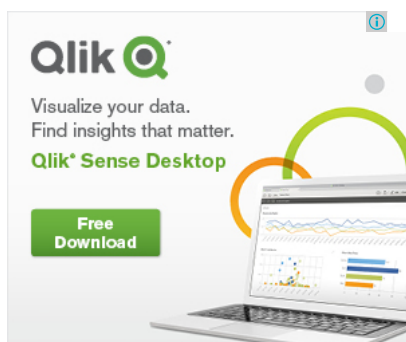 Qlik
Visualize your data.
Find insights that matter.
Qlik® Sense Desktop
Free
Download